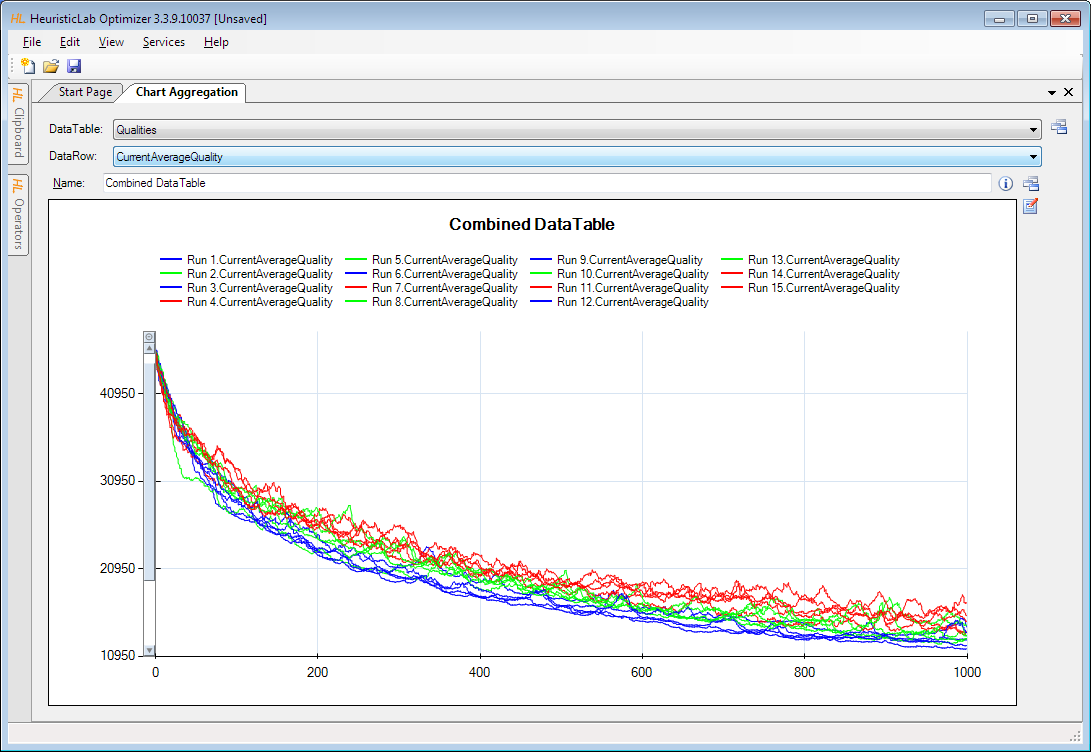 HL HeuristicLab Optimizer 3.3.9.10037 [Unsaved]
File Edit View Services Help
Start Page Chart Aggregation
HL Clipboard
HL Operators
DataTable: Qualities
DataRow: CurrentAverageQuality
Name: Combined DataTable
Combined DataTable
Run 1.CurrentAverageQuality Run 5.CurrentAverageQuality Run 9.CurrentAverageQuality Run 13.CurrentAverageQuality
Run 2.CurrentAverageQuality Run 6.CurrentAverageQuality Run 10.CurrentAverageQuality Run 14.CurrentAverageQuality
Run 3.CurrentAverageQuality Run 7.CurrentAverageQuality Run 11.CurrentAverageQuality Run 15.CurrentAverageQuality
Run 4.CurrentAverageQuality Run 8.CurrentAverageQuality Run 12.CurrentAverageQuality
40950
30950
20950
10950
0 200 400 600 800 1000